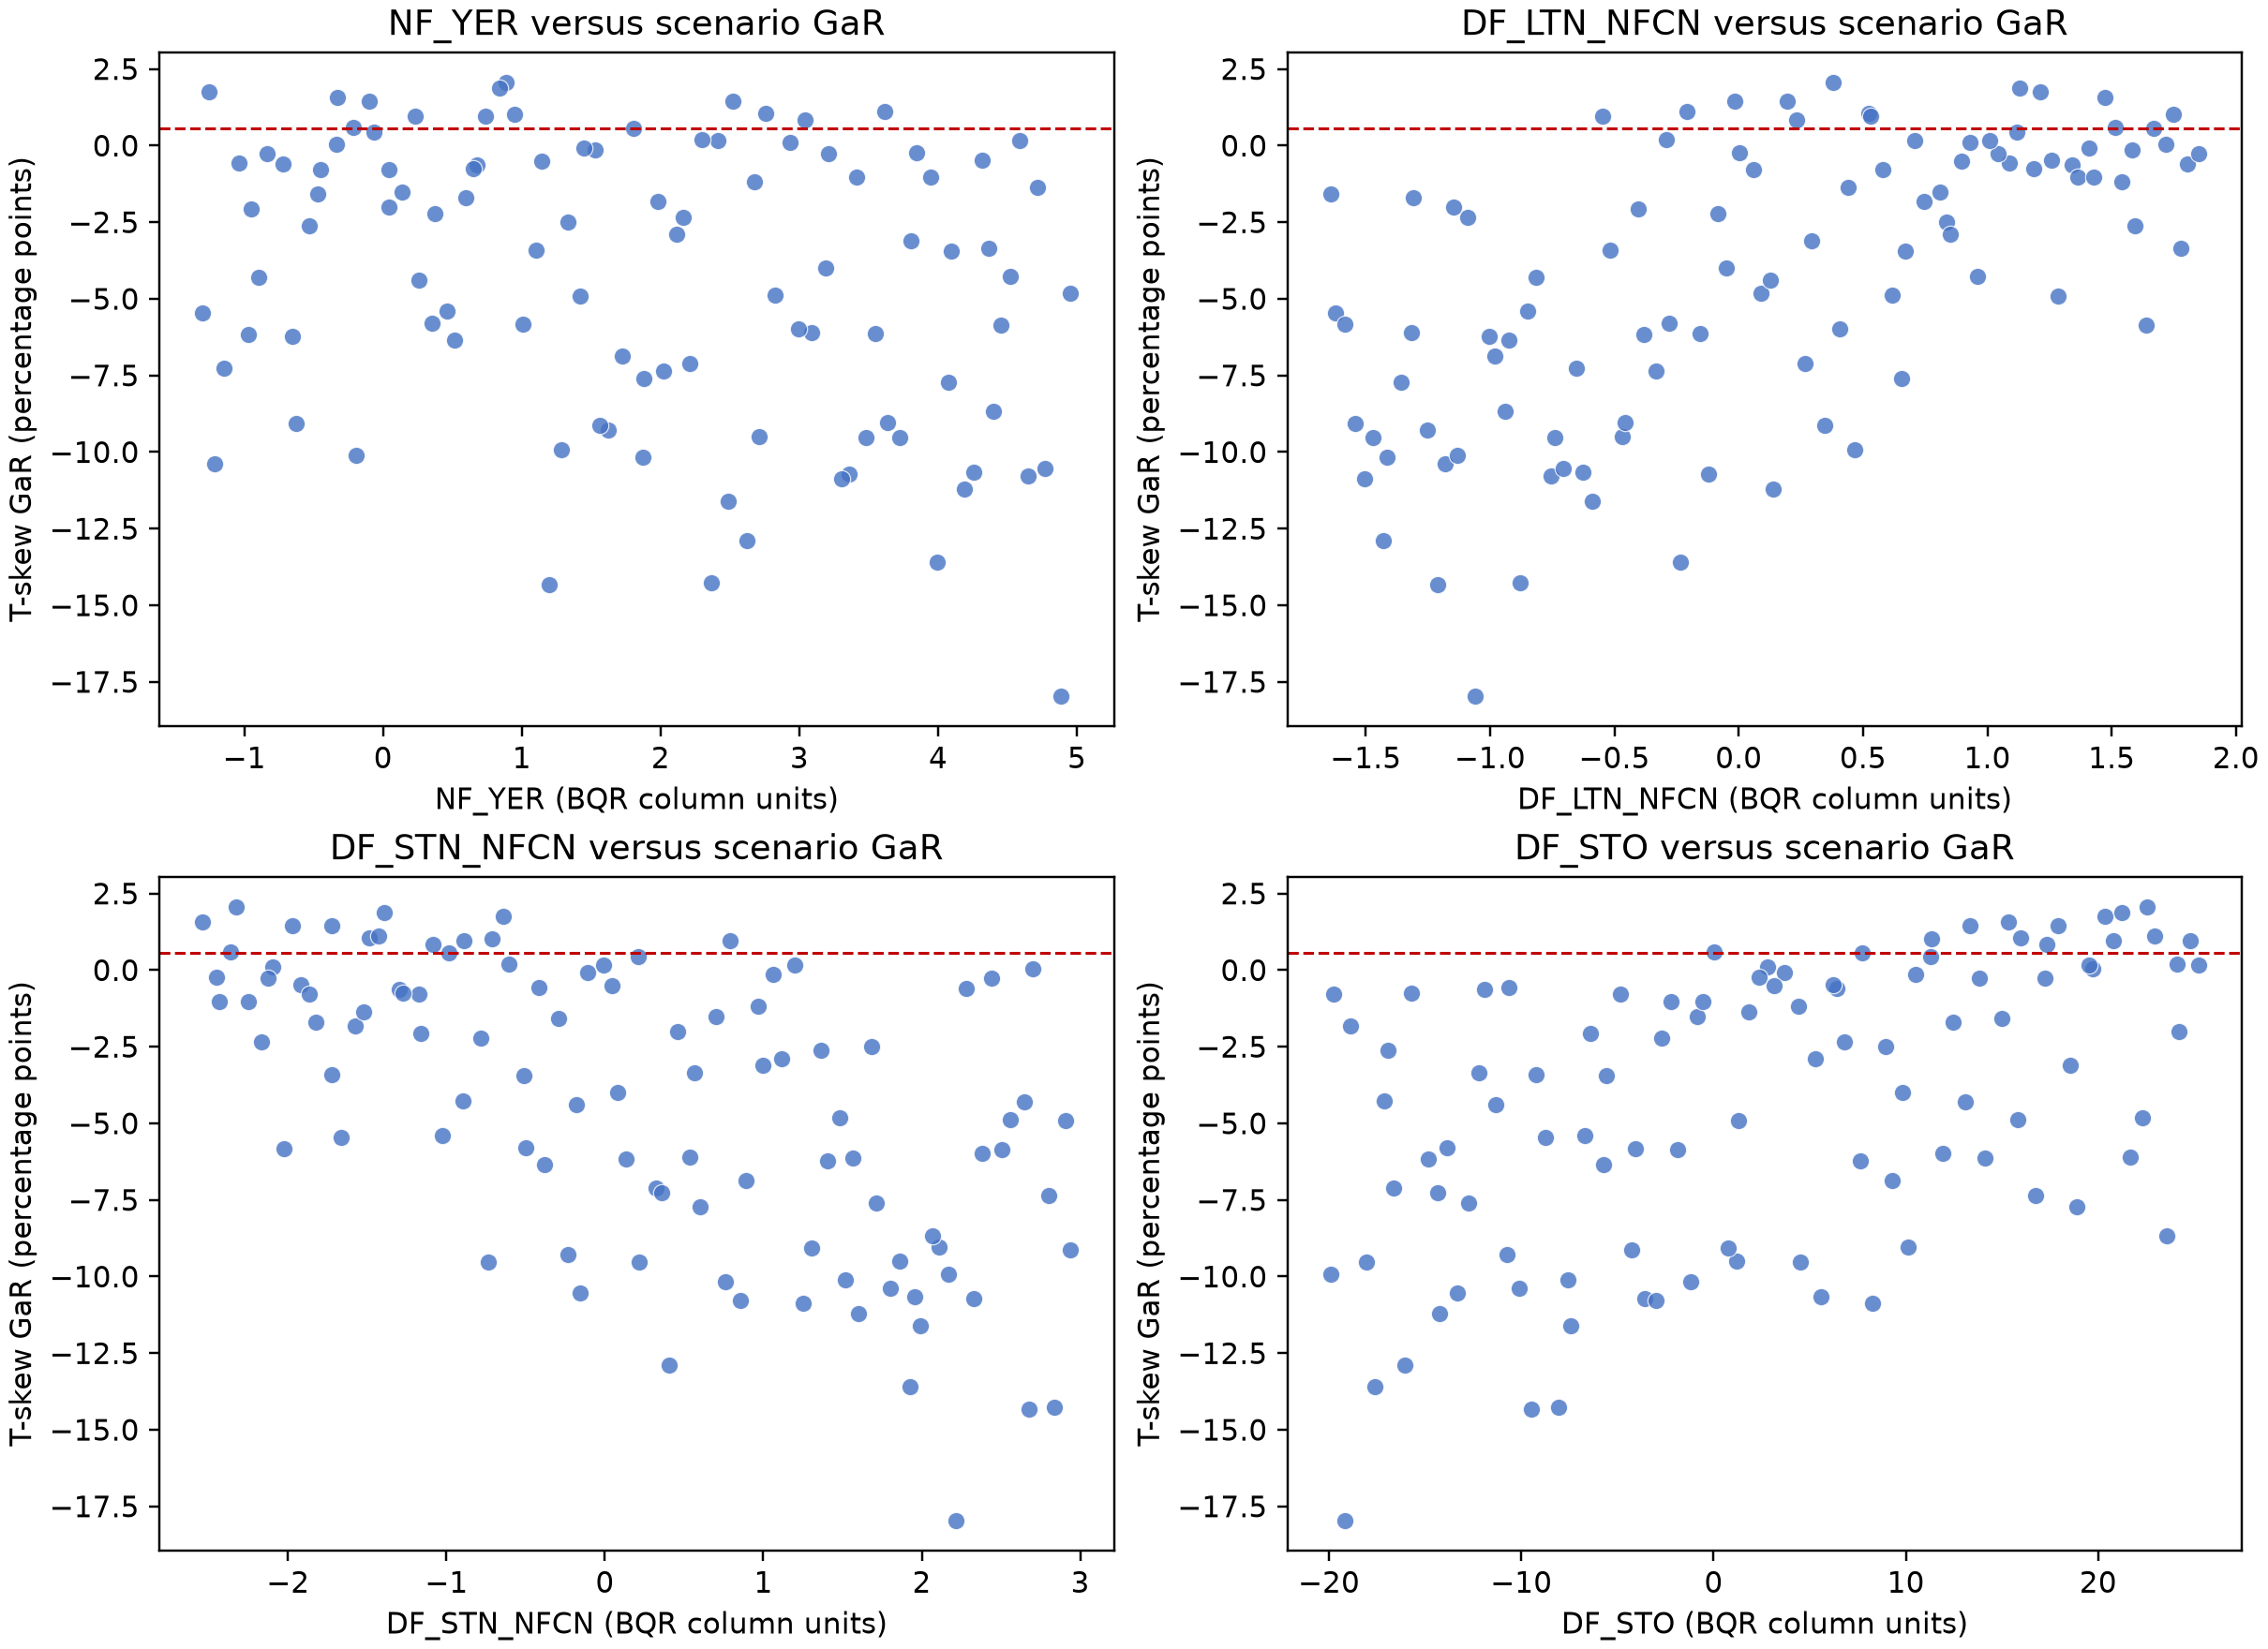 NF_YER versus scenario GaR
T-skew GaR (percentage points)
2.5
0.0
−2.5
−5.0
−7.5
−10.0
−12.5
−15.0
−17.5
−1 0 1 2 3 4 5
NF_YER (BQR column units)
DF_LTN_NFCN versus scenario GaR
T-skew GaR (percentage points)
2.5
0.0
−2.5
−5.0
−7.5
−10.0
−12.5
−15.0
−17.5
−1.5 −1.0 −0.5 0.0 0.5 1.0 1.5 2.0
DF_LTN_NFCN (BQR column units)
DF_STN_NFCN versus scenario GaR
T-skew GaR (percentage points)
2.5
0.0
−2.5
−5.0
−7.5
−10.0
−12.5
−15.0
−17.5
−2 −1 0 1 2 3
DF_STN_NFCN (BQR column units)
DF_STO versus scenario GaR
T-skew GaR (percentage points)
2.5
0.0
−2.5
−5.0
−7.5
−10.0
−12.5
−15.0
−17.5
−20 −10 0 10 20
DF_STO (BQR column units)